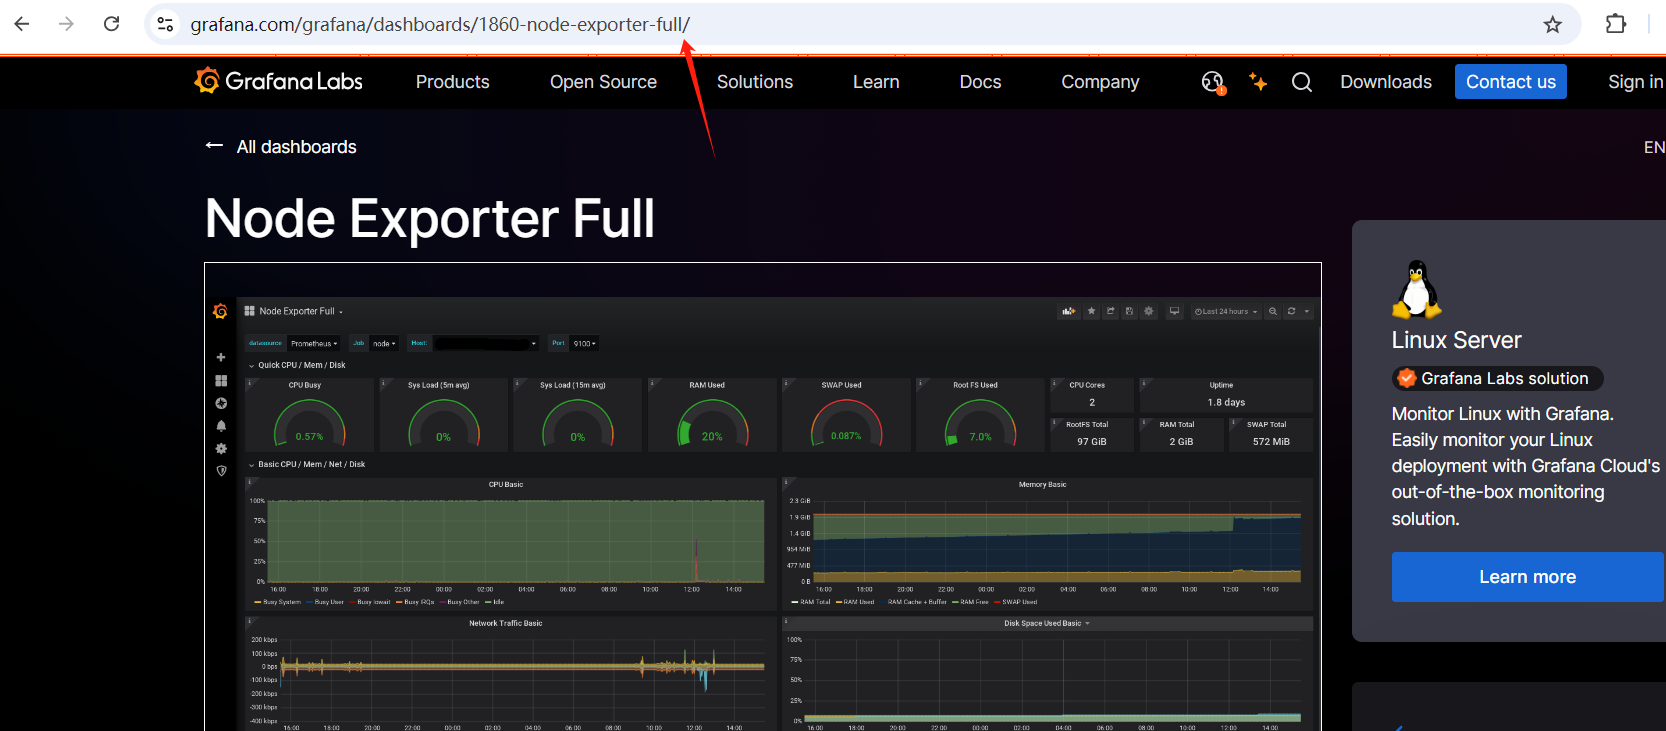 grafana.com/grafana/dashboards/1860-node-exporter-full/
Grafana Labs Products Open Source Solutions Learn Docs Company Downloads Contact us Sign in
← All dashboards
EN
Node Exporter Full
Node Exporter Full
Last 24 hours
datasource Prometheus Job node Host: Port 9100
Quick CPU / Mem / Disk
CPU Busy
0.57%
Sys Load (5m avg)
0%
Sys Load (15m avg)
0%
RAM Used
20%
SWAP Used
0.087%
Root FS Used
7.0%
CPU Cores
2
Uptime
1.8 days
RootFS Total
97 GiB
RAM Total
2 GiB
SWAP Total
572 MiB
Basic CPU / Mem / Net / Disk
CPU Basic
100%
75%
50%
25%
0%
16:00 18:00 20:00 22:00 00:00 02:00 04:00 06:00 08:00 10:00 12:00 14:00
Busy System Busy User Busy Iowait Busy IRQs Busy Other Idle
Memory Basic
2.3 GiB
1.9 GiB
1.4 GiB
954 MiB
477 MiB
0 B
16:00 18:00 20:00 22:00 00:00 02:00 04:00 06:00 08:00 10:00 12:00 14:00
RAM Total RAM Used RAM Cache + Buffer RAM Free SWAP Used
Network Traffic Basic
200 kbps
100 kbps
0 bps
-100 kbps
-200 kbps
-300 kbps
-400 kbps
16:00 18:00 20:00 22:00 00:00 02:00 04:00 06:00 08:00 10:00 12:00 14:00
Disk Space Used Basic
100%
75%
50%
25%
0%
16:00 18:00 20:00 22:00 00:00 02:00 04:00 06:00 08:00 10:00 12:00 14:00
Linux Server
Grafana Labs solution
Monitor Linux with Grafana.
Easily monitor your Linux
deployment with Grafana Cloud's
out-of-the-box monitoring
solution.
Learn more